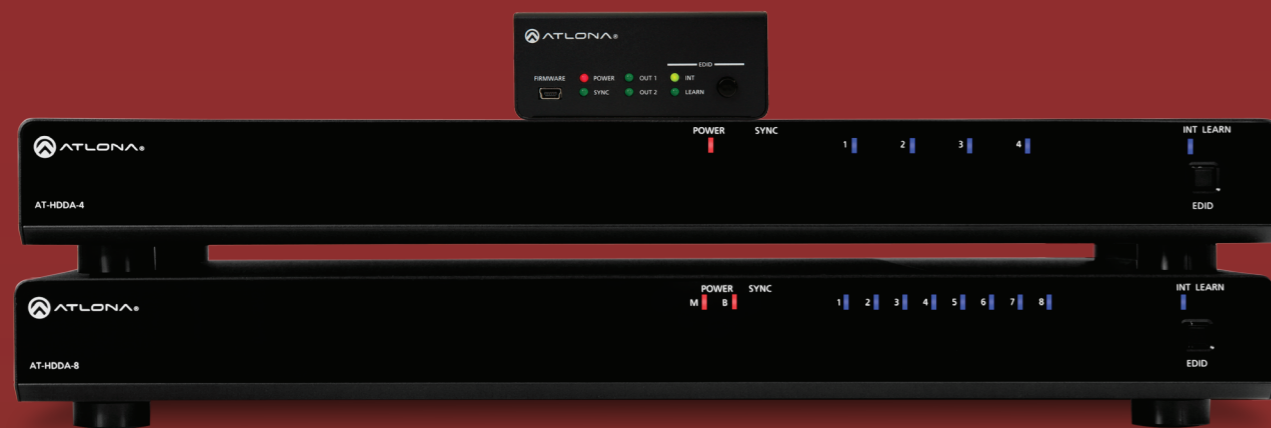 ATLONA®
EDID
FIRMWARE POWER OUT 1 INT
SYNC OUT 2 LEARN
POWER SYNC INT LEARN
ATLONA®
1 2 3 4
AT-HDDA-4
EDID
POWER SYNC INT LEARN
ATLONA®
M B 1 2 3 4 5 6 7 8
AT-HDDA-8
EDID